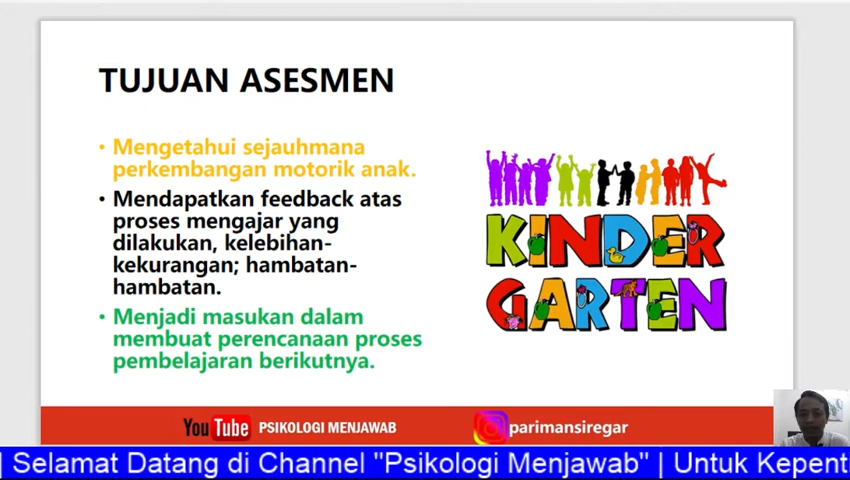 TUJUAN ASESMEN
• Mengetahui sejauhmana
perkembangan motorik anak.
• Mendapatkan feedback atas
proses mengajar yang
dilakukan, kelebihan-
kekurangan; hambatan-
hambatan.
• Menjadi masukan dalam
membuat perencanaan proses
pembelajaran berikutnya.
KINDER
GARTEN
YouTube PSIKOLOGI MENJAWAB
parimansiregar
| Selamat Datang di Channel "Psikologi Menjawab" | Untuk Kepenti